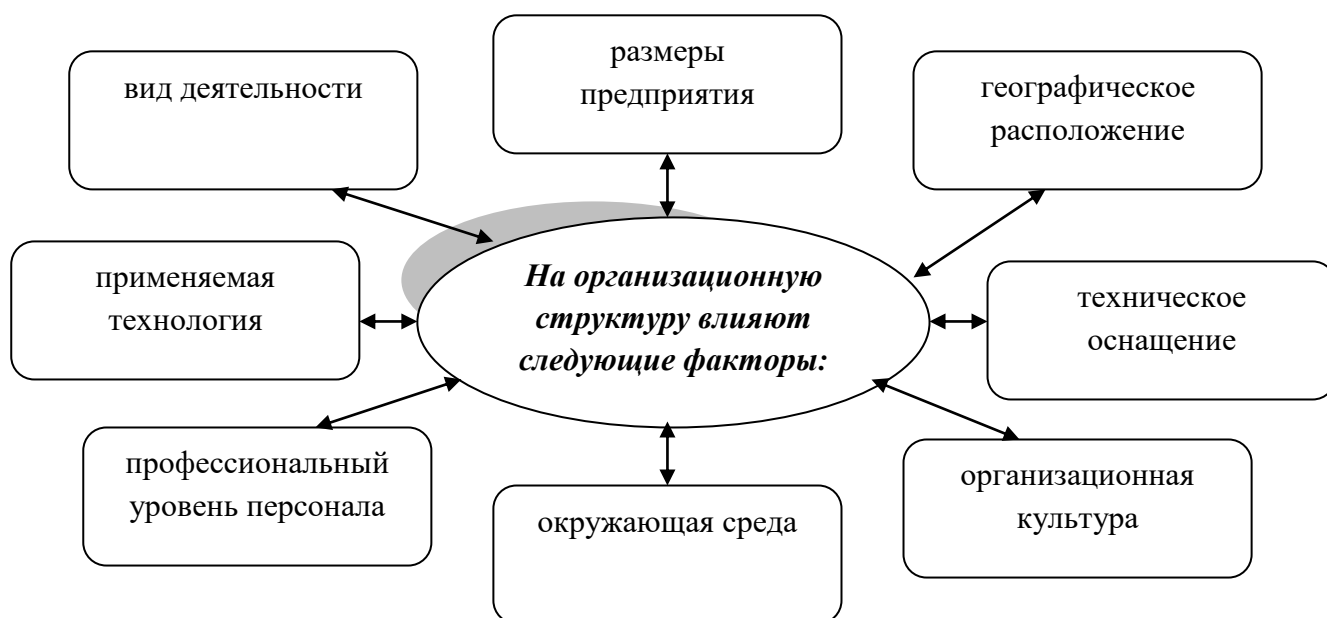 размеры
предприятия
вид деятельности
географическое
расположение
применяемая
технология
На организационную
структуру влияют
следующие факторы:
техническое
оснащение
профессиональный
уровень персонала
окружающая среда
организационная
культура